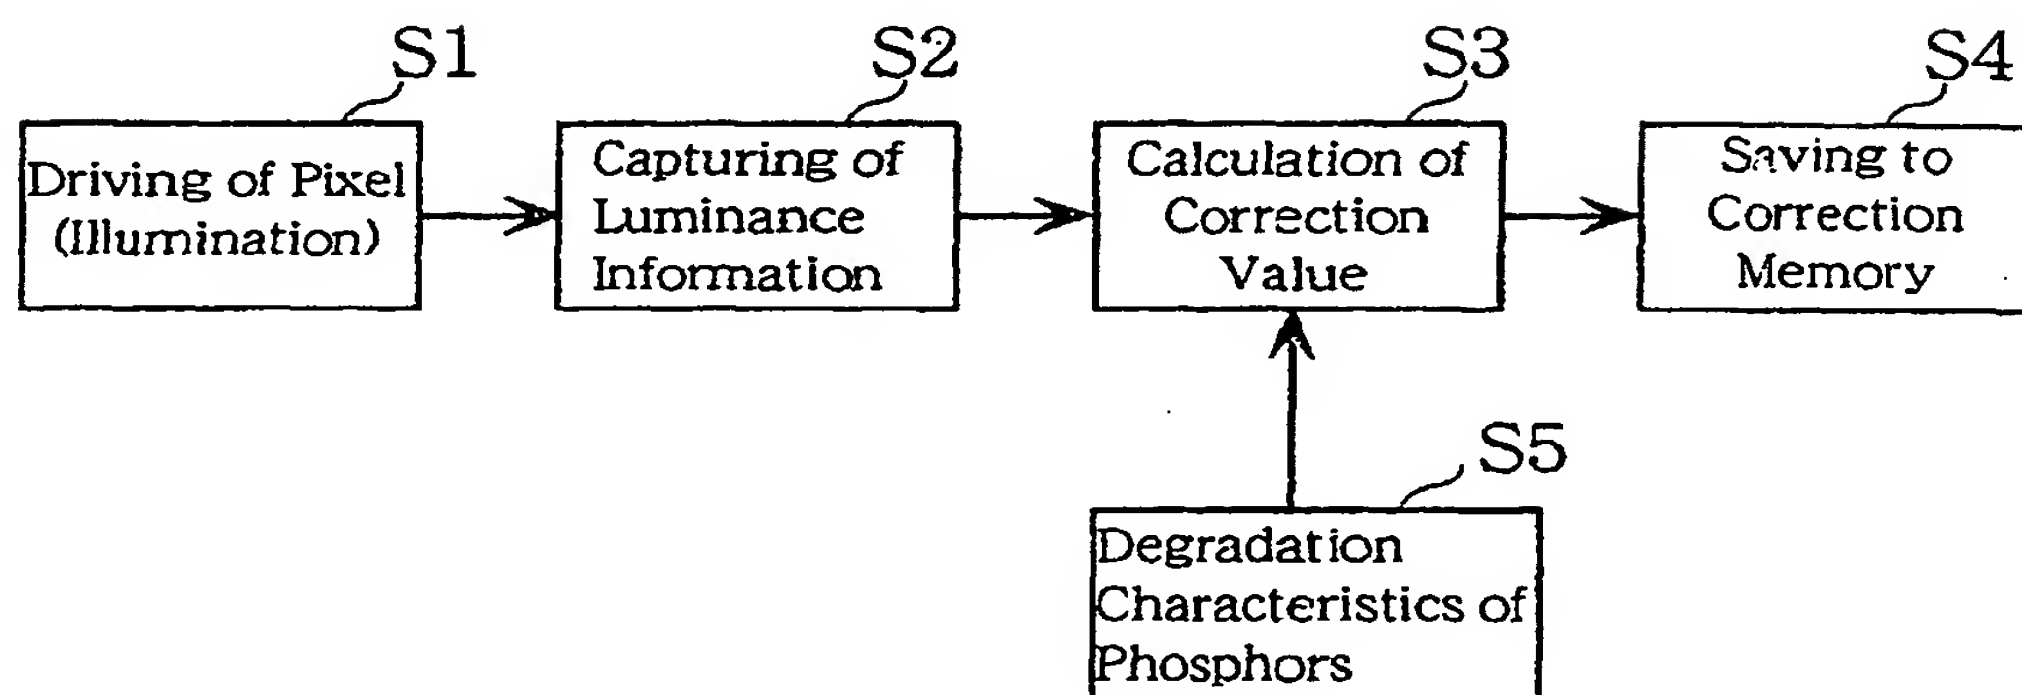 S1
S2
S3
S4
Driving of Pixel
(Illumination)
Capturing of
Luminance
Information
Calculation of
Correction
Value
Saving to
Correction
Memory
S5
Degradation
Characteristics of
Phosphors